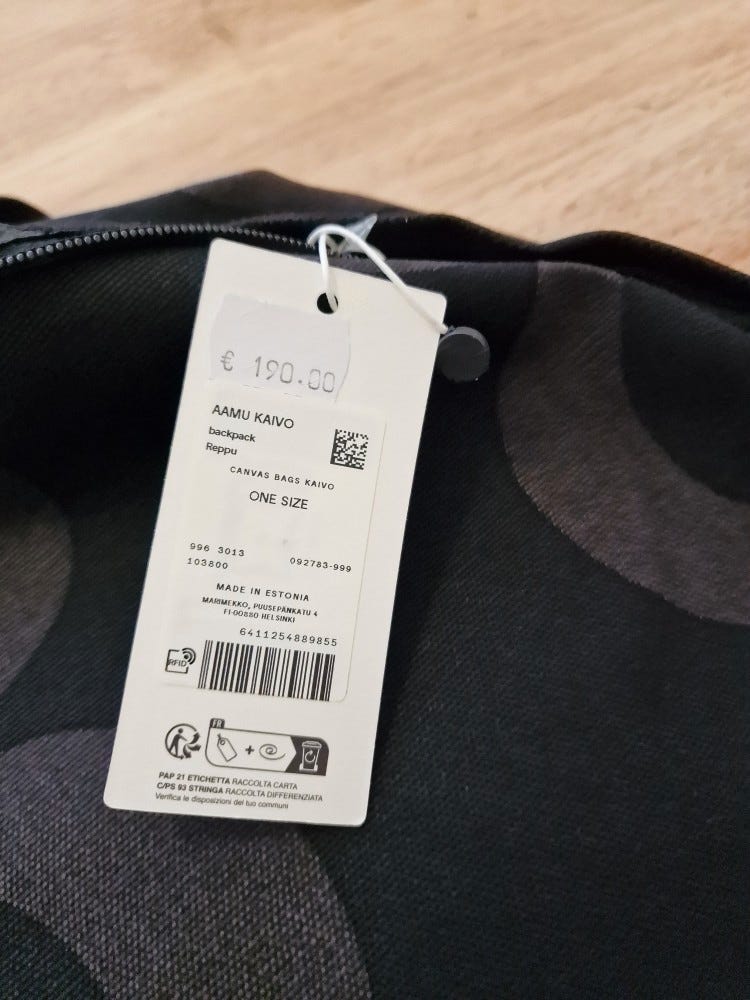 € 190.00
AAMU KAIVO
backpack
Reppu
CANVAS BAGS KAIVO
ONE SIZE
996 3013
103800
092783-999
MADE IN ESTONIA
MARIMEKKO, PUUSEPÄNKATU 4
FI-00880 HELSINKI
6411254889855
RFID
FR
PAP 21 ETICHETTA RACCOLTA CARTA
C/PS 93 STRINGA RACCOLTA DIFFERENZIATA
Verifica le disposizioni del tuo comuni